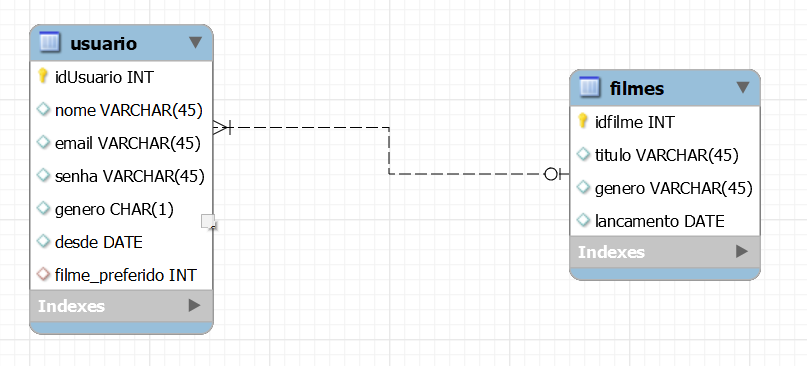 usuario
idUsuario INT
nome VARCHAR(45)
email VARCHAR(45)
senha VARCHAR(45)
genero CHAR(1)
desde DATE
filme_preferido INT
Indexes
filmes
idfilme INT
titulo VARCHAR(45)
genero VARCHAR(45)
lancamento DATE
Indexes